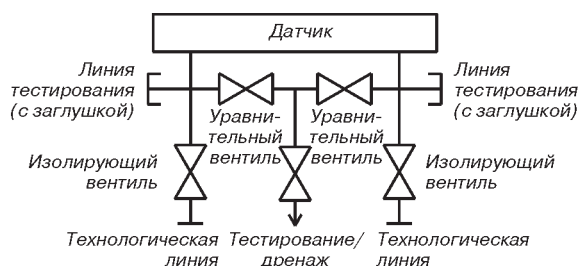 Датчик
Линия
тестирования
(с заглушкой)
Линия
тестирования
(с заглушкой)
Уравни-
тельный
вентиль
Уравни-
тельный
вентиль
Изолирующий
вентиль
Изолирующий
вентиль
Технологическая
линия
Тестирование/
дренаж
Технологическая
линия